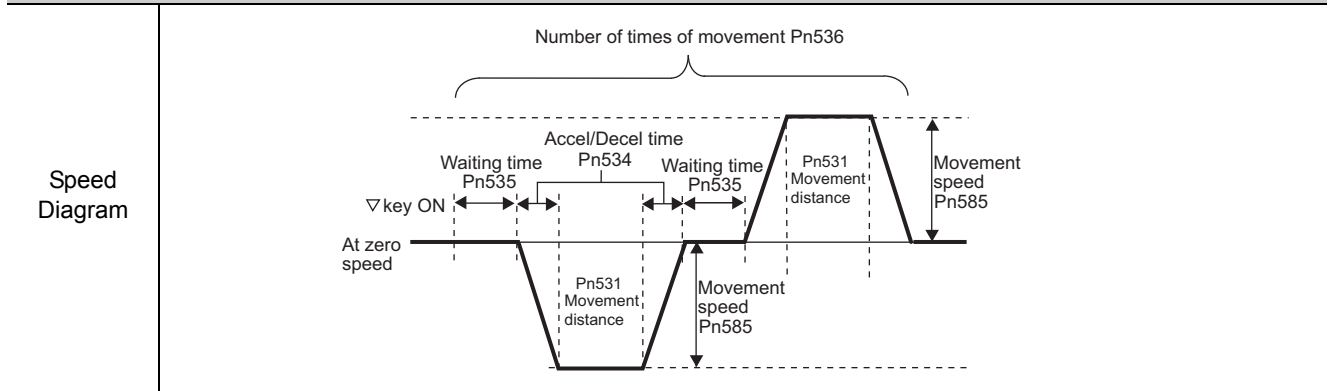 Speed
Diagram
Number of times of movement Pn536
Accel/Decel time
Pn534
Waiting time
Pn535
Waiting time
Pn535
▽ key ON
At zero
speed
Pn531
Movement
distance
Movement
speed
Pn585
Pn531
Movement
distance
Movement
speed
Pn585